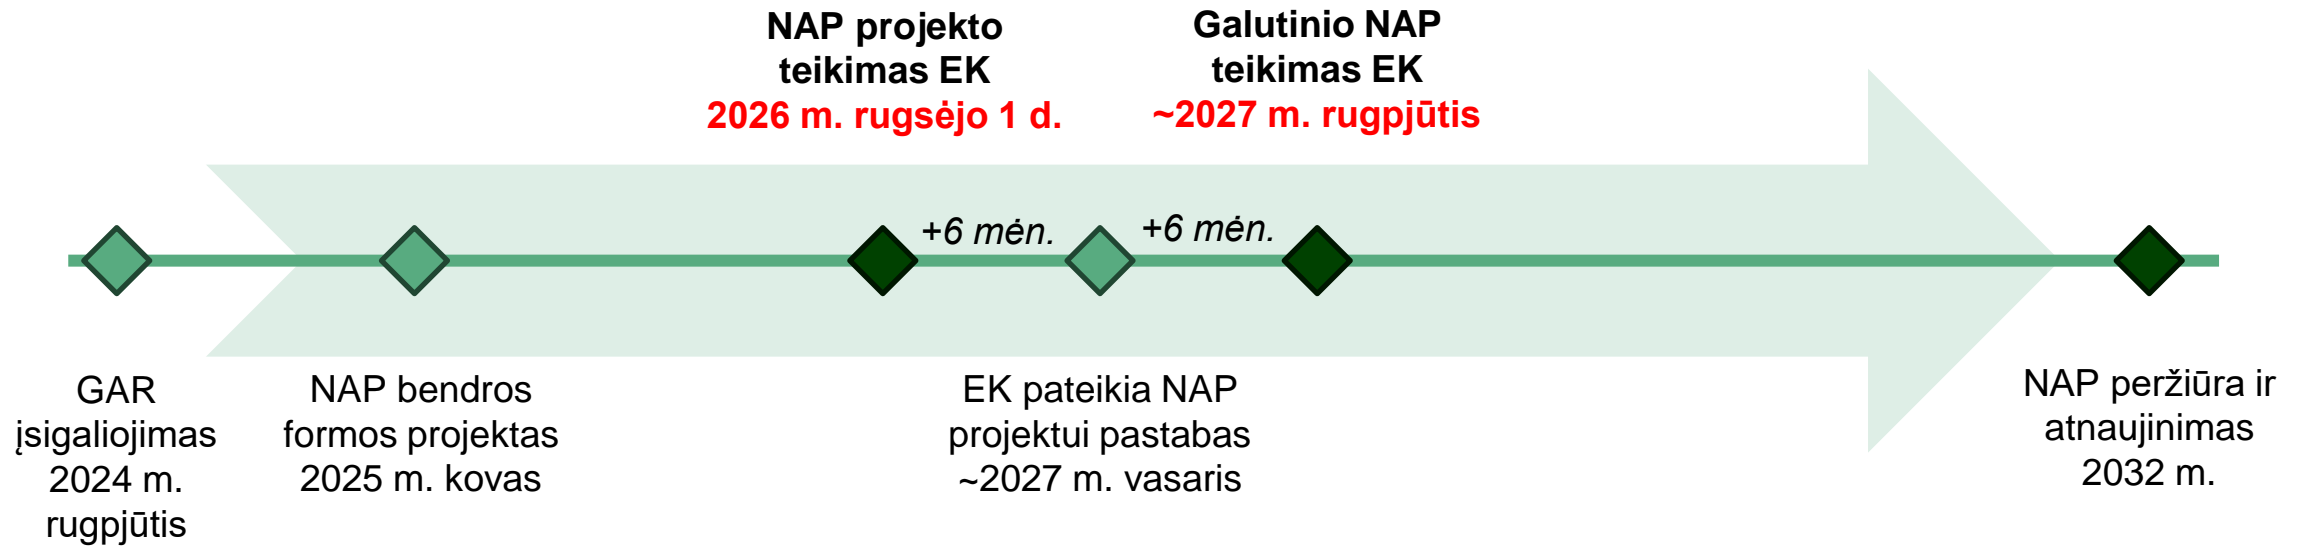 NAP projekto
teikimas EK
2026 m. rugsėjo 1 d.
Galutinio NAP
teikimas EK
~2027 m. rugpjūtis
+6 mėn.
+6 mėn.
GAR
įsigaliojimas
2024 m.
rugpjūtis
NAP bendros
formos projektas
2025 m. kovas
EK pateikia NAP
projektui pastabas
~2027 m. vasaris
NAP peržiūra ir
atnaujinimas
2032 m.